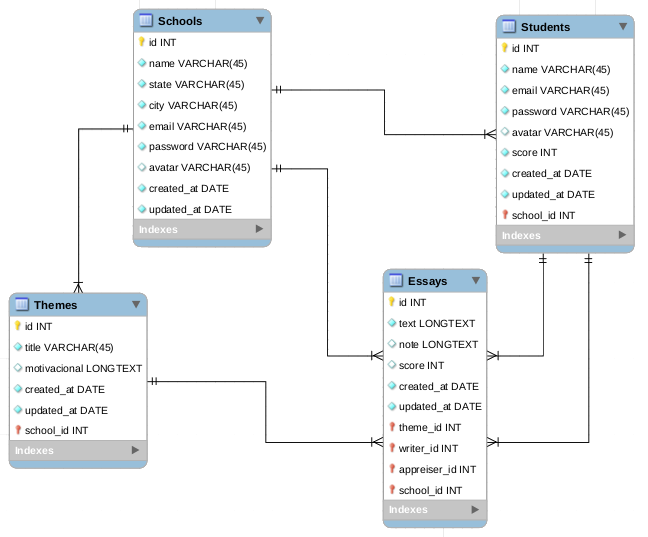 Schools
id INT
name VARCHAR(45)
state VARCHAR(45)
city VARCHAR(45)
email VARCHAR(45)
password VARCHAR(45)
avatar VARCHAR(45)
created_at DATE
updated_at DATE
Indexes
Students
id INT
name VARCHAR(45)
email VARCHAR(45)
password VARCHAR(45)
avatar VARCHAR(45)
score INT
created_at DATE
updated_at DATE
school_id INT
Indexes
Themes
id INT
title VARCHAR(45)
motivacional LONGTEXT
created_at DATE
updated_at DATE
school_id INT
Indexes
Essays
id INT
text LONGTEXT
note LONGTEXT
score INT
created_at DATE
updated_at DATE
theme_id INT
writer_id INT
appreiser_id INT
school_id INT
Indexes